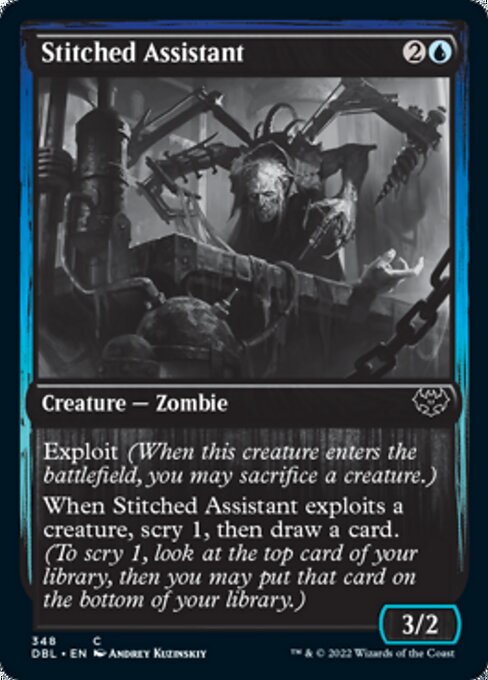 Stitched Assistant 2
Creature — Zombie
Exploit (When this creature enters the
battlefield, you may sacrifice a creature.)
When Stitched Assistant exploits a
creature, scry 1, then draw a card.
(To scry 1, look at the top card of your
library, then you may put that card on
the bottom of your library.)
3/2
348 C
DBL • EN Andrey Kuzinskiy
™ & © 2022 Wizards of the Coast